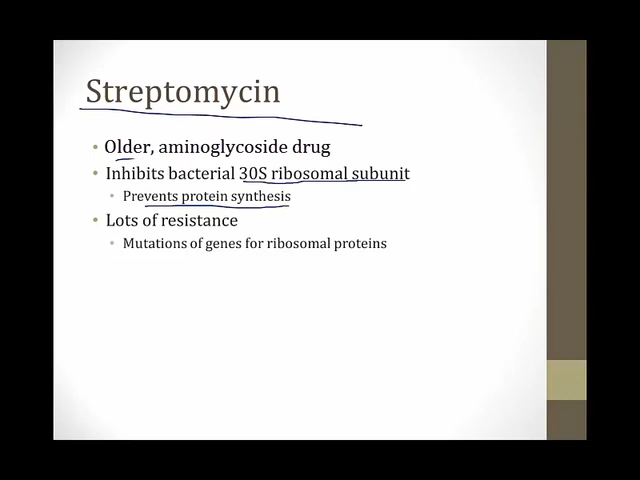 Streptomycin
• Older, aminoglycoside drug
• Inhibits bacterial 30S ribosomal subunit
• Prevents protein synthesis
• Lots of resistance
• Mutations of genes for ribosomal proteins